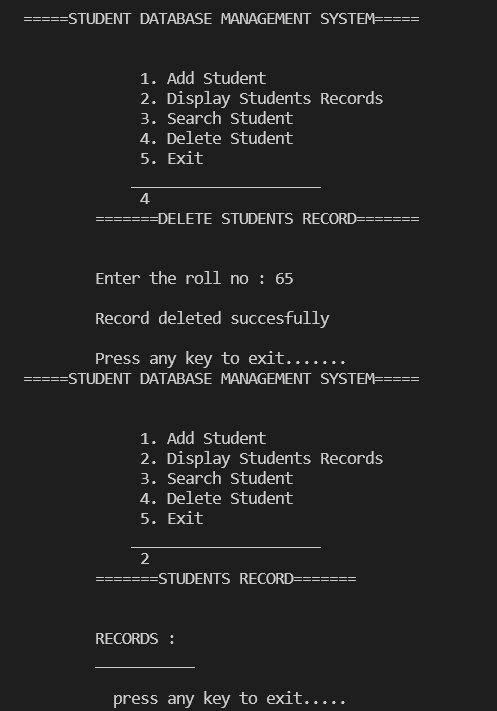 =====STUDENT DATABASE MANAGEMENT SYSTEM=====
1. Add Student
2. Display Students Records
3. Search Student
4. Delete Student
5. Exit
_____________________
4
=======DELETE STUDENTS RECORD=======
Enter the roll no : 65
Record deleted succesfully
Press any key to exit.......
=====STUDENT DATABASE MANAGEMENT SYSTEM=====
1. Add Student
2. Display Students Records
3. Search Student
4. Delete Student
5. Exit
_____________________
2
=======STUDENTS RECORD=======
RECORDS :
___________
press any key to exit.....